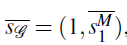 $\overline{s_{\mathscr{G}}} = (1, \overline{s_1^M}),$